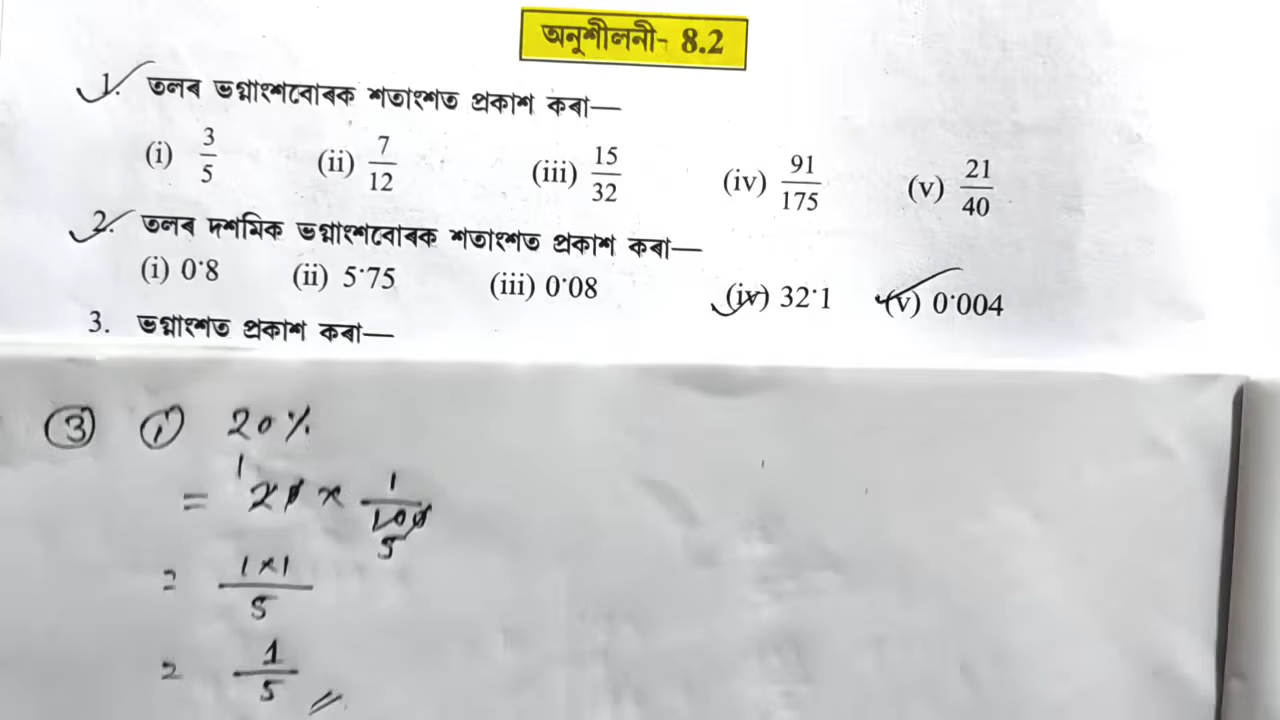 অনুশীলনী- 8.2
1. তলৰ ভগ্নাংশবোৰক শতাংশত প্ৰকাশ কৰা—
(i) 3/5 (ii) 7/12 (iii) 15/32 (iv) 91/175 (v) 21/40
2. তলৰ দশমিক ভগ্নাংশবোৰক শতাংশত প্ৰকাশ কৰা—
(i) 0·8 (ii) 5·75 (iii) 0·08 (iv) 32·1 (v) 0·004
3. ভগ্নাংশত প্ৰকাশ কৰা—
3 i 20%
= 1 20 × 1/100 5
= 1×1/5
= 1/5 //